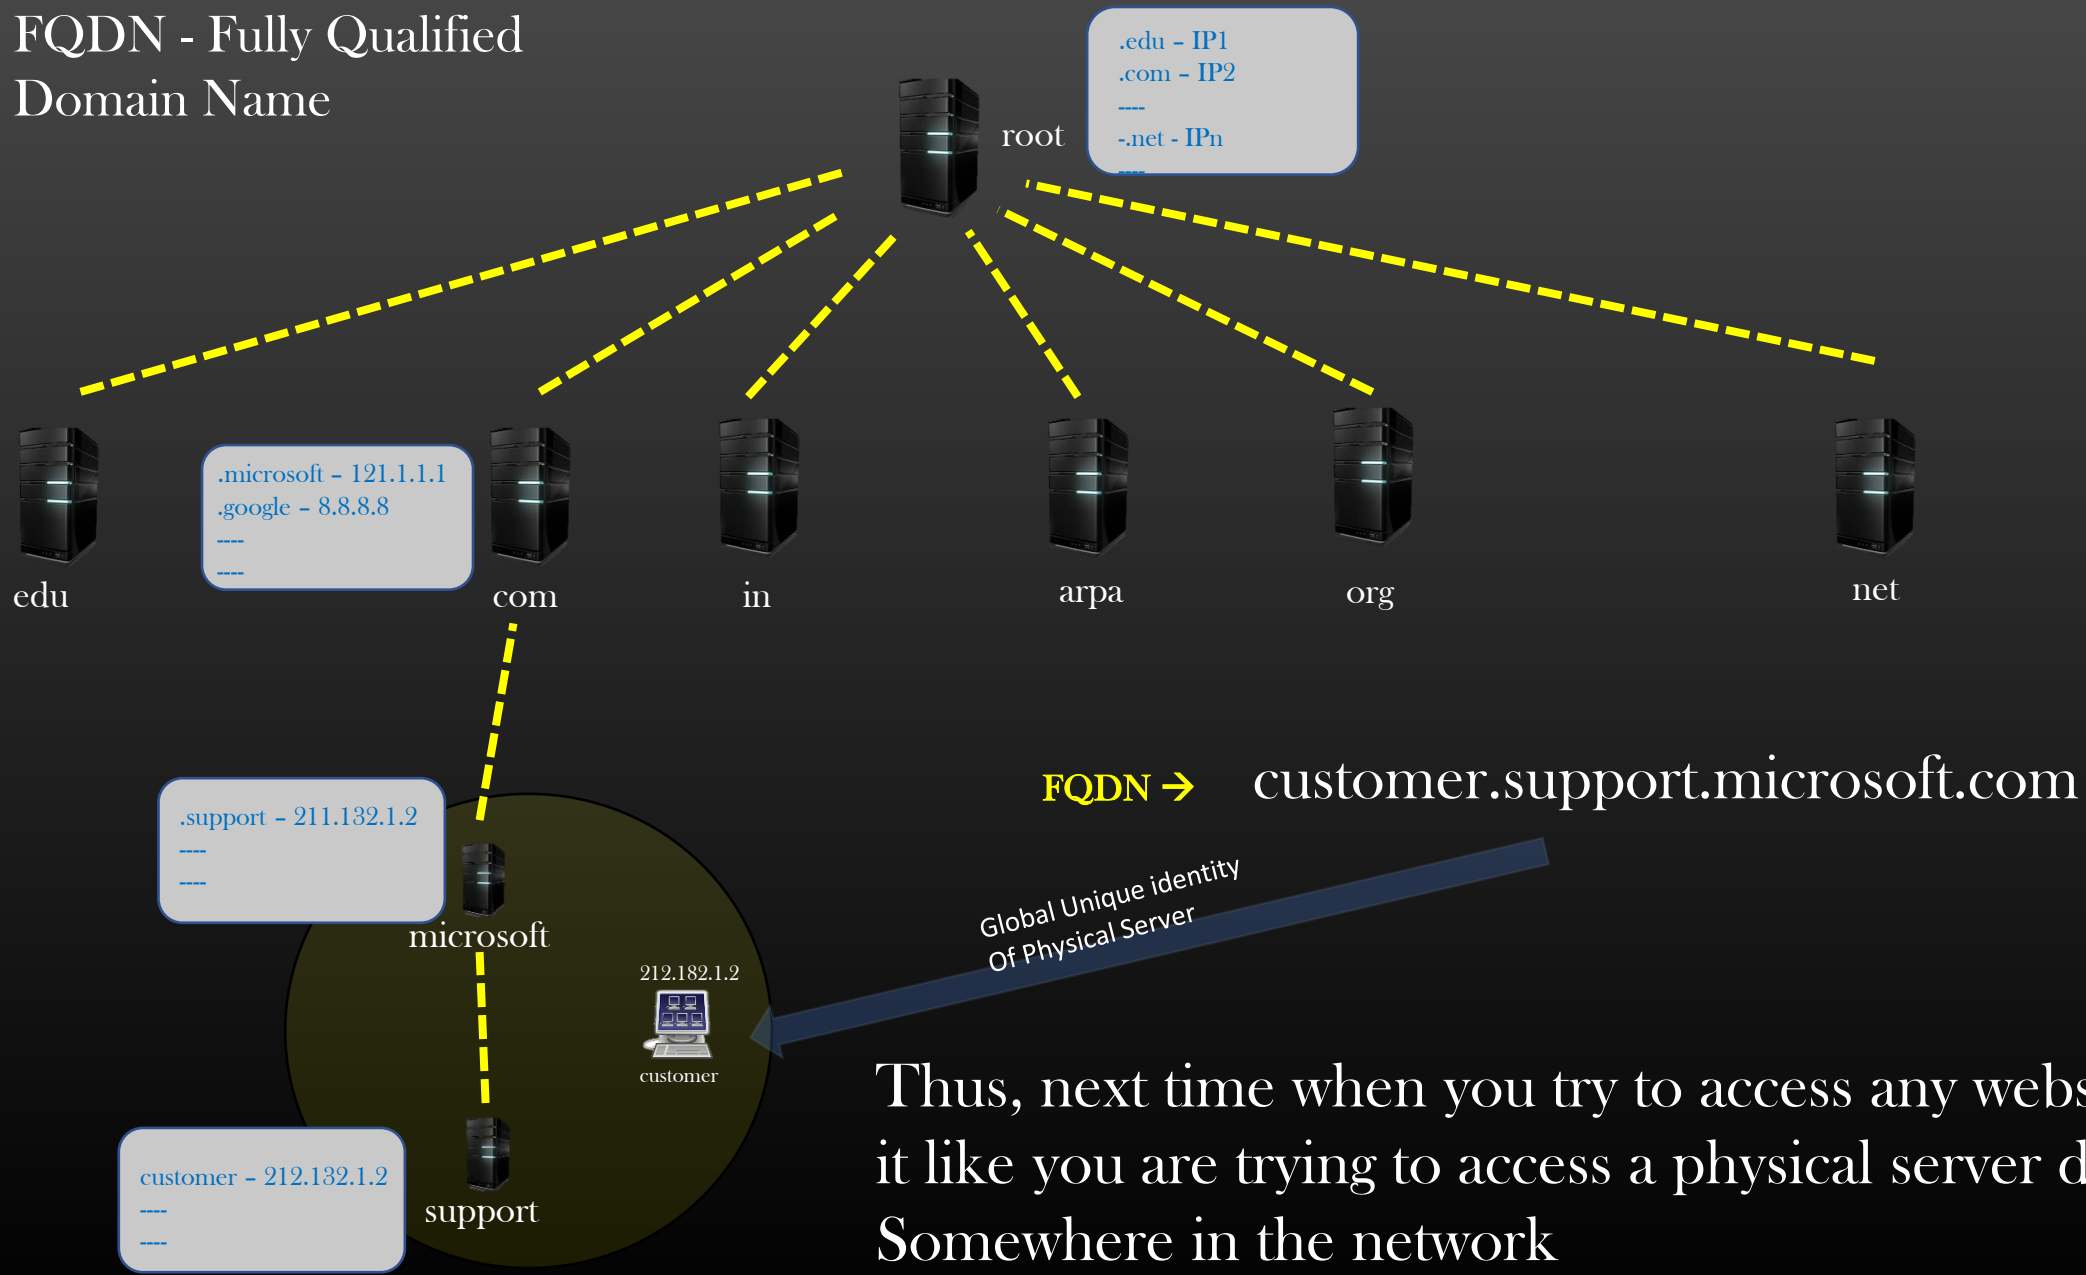 FQDN - Fully Qualified
Domain Name
.edu – IP1
.com – IP2
----
-.net - IPn
----
root
.microsoft – 121.1.1.1
.google – 8.8.8.8
----
----
edu
com
in
arpa
org
net
FQDN → customer.support.microsoft.com
.support – 211.132.1.2
----
----
microsoft
Global Unique identity
Of Physical Server
212.182.1.2
customer
customer – 212.132.1.2
----
----
support
Thus, next time when you try to access any webs
it like you are trying to access a physical server d
Somewhere in the network